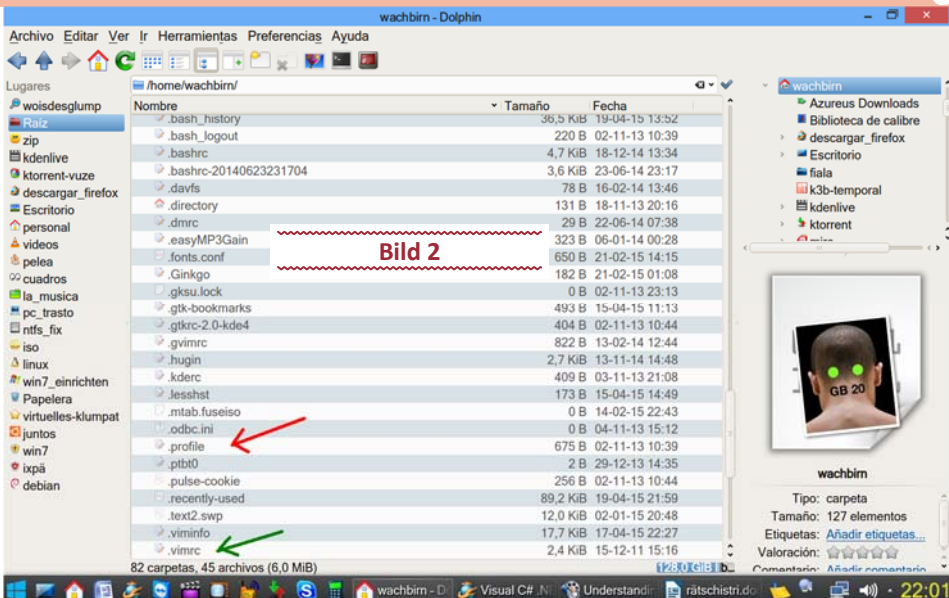 wachbirn - Dolphin
Archivo Editar Ver Ir Herramientas Preferencias Ayuda
Lugares
woisdesglump
Raíz
zip
kdenlive
ktorrent-vuze
descargar_firefox
Escritorio
personal
videos
pelea
cuadros
la_musica
pc_trasto
ntfs_fix
iso
linux
win7_einrichten
Papelera
virtuelles-klumpat
juntos
win7
ixpä
debian
/home/wachbirn/
Nombre Tamaño Fecha
.bash_history 36,5 KiB 19-04-15 13:52
.bash_logout 220 B 02-11-13 10:39
.bashrc 4,7 KiB 18-12-14 13:34
.bashrc-20140623231704 3,6 KiB 23-06-14 23:17
.davfs 78 B 16-02-14 13:46
.directory 131 B 18-11-13 20:16
.dmrc 29 B 22-06-14 07:38
.easyMP3Gain 323 B 06-01-14 00:28
.fonts.conf 650 B 21-02-15 14:15
.Ginkgo 182 B 21-02-15 01:08
.gksu.lock 0 B 02-11-13 23:13
.gtk-bookmarks 493 B 15-04-15 11:13
.gtkrc-2.0-kde4 404 B 02-11-13 10:44
.gvimrc 822 B 13-02-14 12:44
.hugin 2,7 KiB 13-11-14 14:48
.kderc 409 B 03-11-13 21:08
.lesshst 173 B 15-04-15 14:49
.mtab.fuseiso 0 B 14-02-15 22:43
.odbc.ini 0 B 04-11-13 15:12
.profile 675 B 02-11-13 10:39
.ptbt0 2 B 29-12-13 14:35
.pulse-cookie 256 B 02-11-13 10:44
.recently-used 89,2 KiB 19-04-15 21:59
.text2.swp 12,0 KiB 02-01-15 20:48
.viminfo 17,7 KiB 17-04-15 22:27
.vimrc 2,4 KiB 15-12-11 15:16
Bild 2
82 carpetas, 45 archivos (6,0 MiB)
128,0 GiB
wachbirn
Azureus Downloads
Biblioteca de calibre
descargar_firefox
Escritorio
fiala
k3b-temporal
kdenlive
ktorrent
GB 20
wachbirn
Tipo: carpeta
Tamaño: 127 elementos
Etiquetas: Añadir etiquetas...
Valoración:
Comentario: Añadir comentario
wachbirn - D
Visual C# .N
Understandin
rätschistri.do
22:01